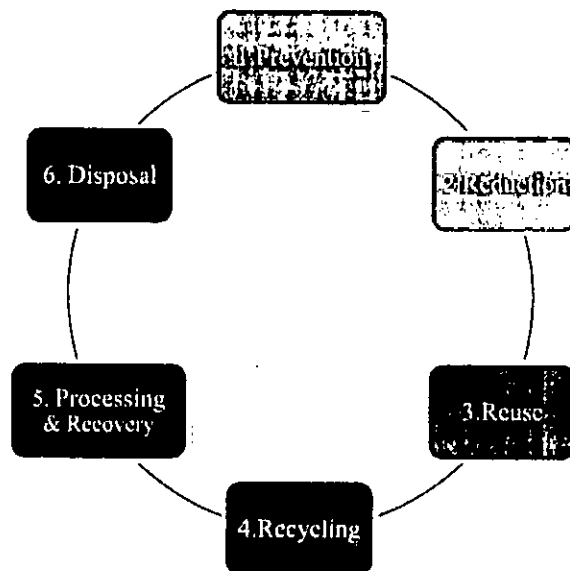 1.Prevention
2.Reduction
3.Reuse
4.Recycling
5. Processing
& Recovery
6. Disposal